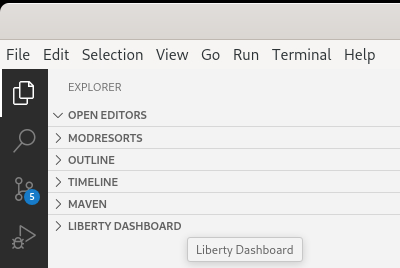 File Edit Selection View Go Run Terminal Help
EXPLORER
OPEN EDITORS
MODRESORTS
OUTLINE
TIMELINE
MAVEN
LIBERTY DASHBOARD
5
Liberty Dashboard